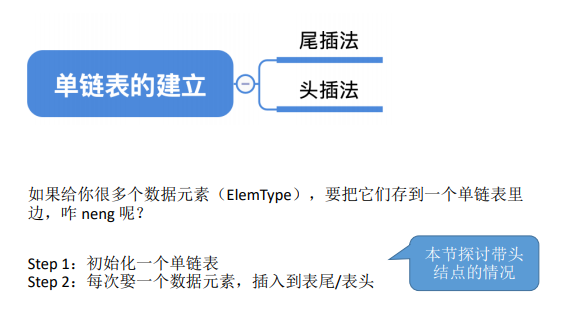 单链表的建立
尾插法
头插法
如果给你很多个数据元素（ElemType），要把它们存到一个单链表里
边，咋 neng 呢？
本节探讨带头
结点的情况
Step 1：初始化一个单链表
Step 2：每次娶一个数据元素，插入到表尾/表头